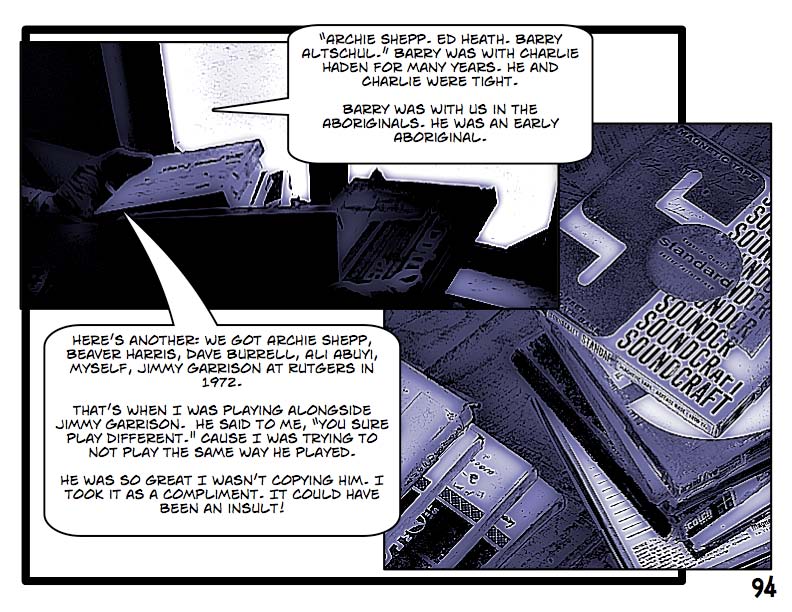 "ARCHIE SHEPP. ED HEATH. BARRY
ALTSCHUL." BARRY WAS WITH CHARLIE
HADEN FOR MANY YEARS. HE AND
CHARLIE WERE TIGHT.
BARRY WAS WITH US IN THE
ABORIGINALS. HE WAS AN EARLY
ABORIGINAL.
HERE'S ANOTHER: WE GOT ARCHIE SHEPP,
BEAVER HARRIS, DAVE BURRELL, ALI ABUYI,
MYSELF, JIMMY GARRISON AT RUTGERS IN
1972.
THAT'S WHEN I WAS PLAYING ALONGSIDE
JIMMY GARRISON. HE SAID TO ME, "YOU SURE
PLAY DIFFERENT." CAUSE I WAS TRYING TO
NOT PLAY THE SAME WAY HE PLAYED.
HE WAS SO GREAT I WASN'T COPYING HIM. I
TOOK IT AS A COMPLIMENT. IT COULD HAVE
BEEN AN INSULT!
MAGNETIC TAPE
standard
SOUNDCRAFT
SOUNDCRAFT
scotch
94